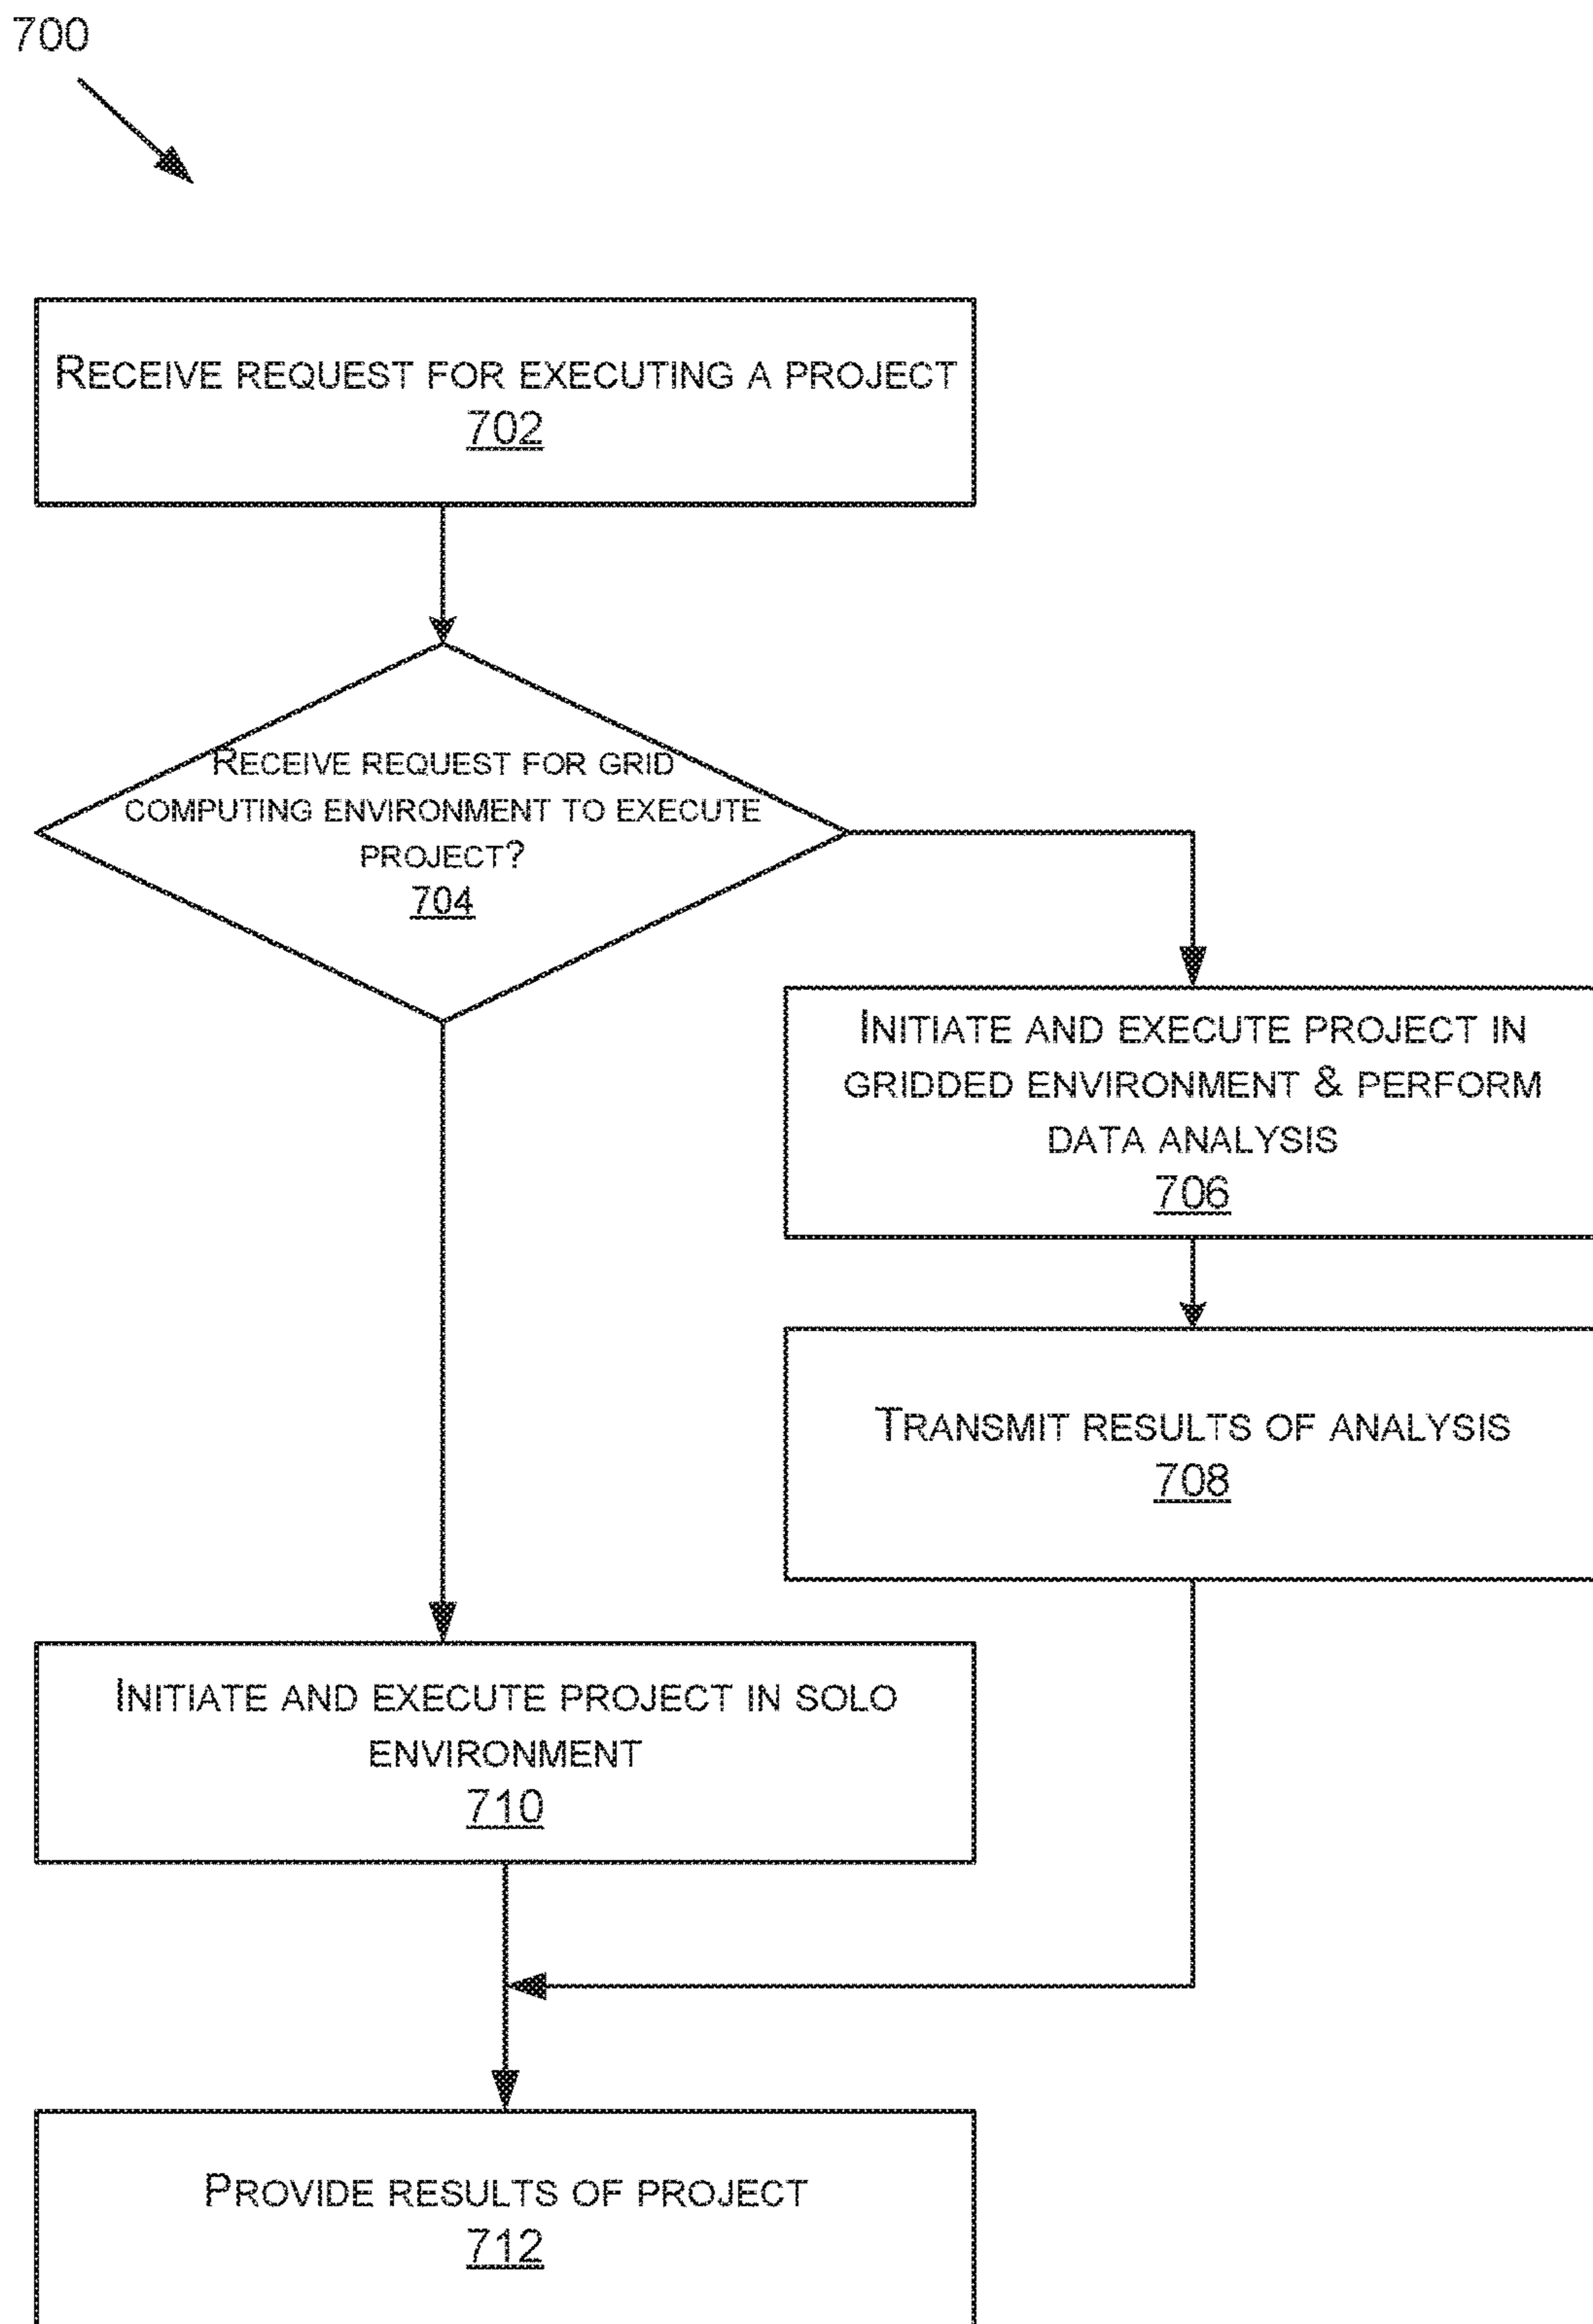 700
RECEIVE REQUEST FOR EXECUTING A PROJECT
702
RECEIVE REQUEST FOR GRID
COMPUTING ENVIRONMENT TO EXECUTE
PROJECT?
704
INITIATE AND EXECUTE PROJECT IN
GRIDDED ENVIRONMENT & PERFORM
DATA ANALYSIS
706
TRANSMIT RESULTS OF ANALYSIS
708
INITIATE AND EXECUTE PROJECT IN SOLO
ENVIRONMENT
710
PROVIDE RESULTS OF PROJECT
712